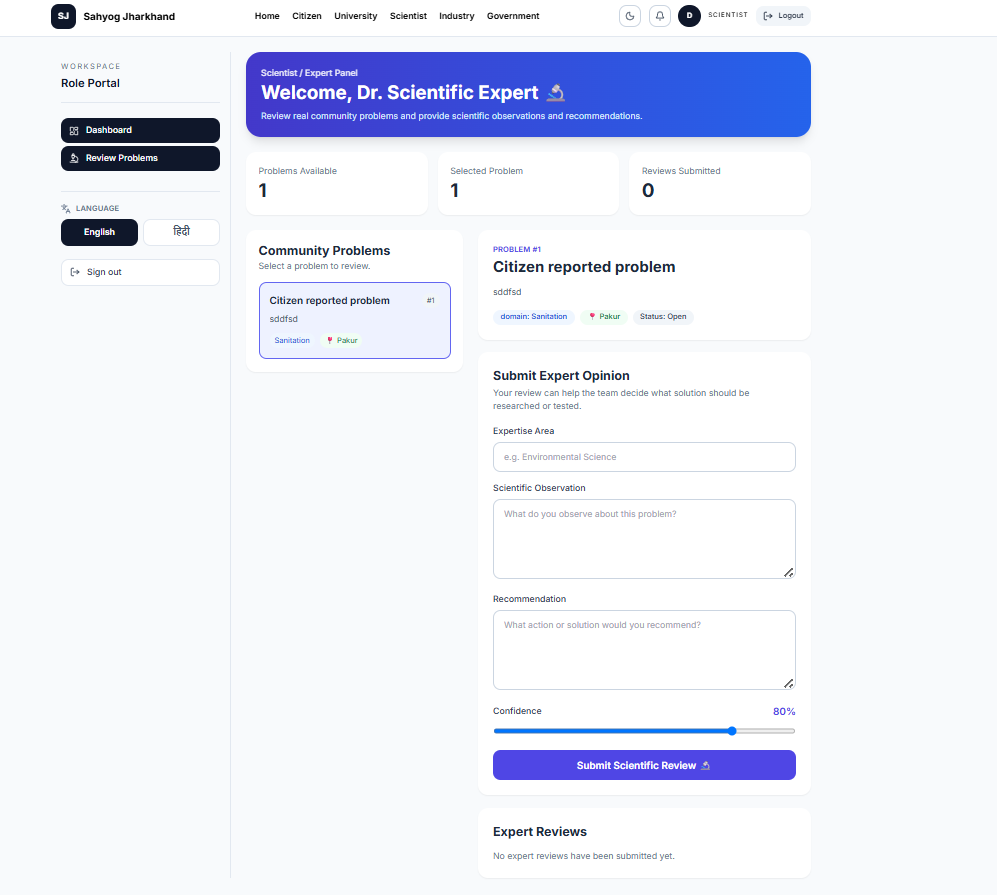 SJ Sahyog Jharkhand Home Citizen University Scientist Industry Government D SCIENTIST Logout
WORKSPACE
Role Portal
Dashboard
Review Problems
LANGUAGE
English हिंदी
Sign out
Scientist / Expert Panel
Welcome, Dr. Scientific Expert 🔬
Review real community problems and provide scientific observations and recommendations.
Problems Available
1
Selected Problem
1
Reviews Submitted
0
Community Problems
Select a problem to review.
Citizen reported problem #1
sddfsd
Sanitation 📍 Pakur
PROBLEM #1
Citizen reported problem
sddfsd
domain: Sanitation 📍 Pakur Status: Open
Submit Expert Opinion
Your review can help the team decide what solution should be
researched or tested.
Expertise Area
e.g. Environmental Science
Scientific Observation
What do you observe about this problem?
Recommendation
What action or solution would you recommend?
Confidence 80%
Submit Scientific Review 🔬
Expert Reviews
No expert reviews have been submitted yet.